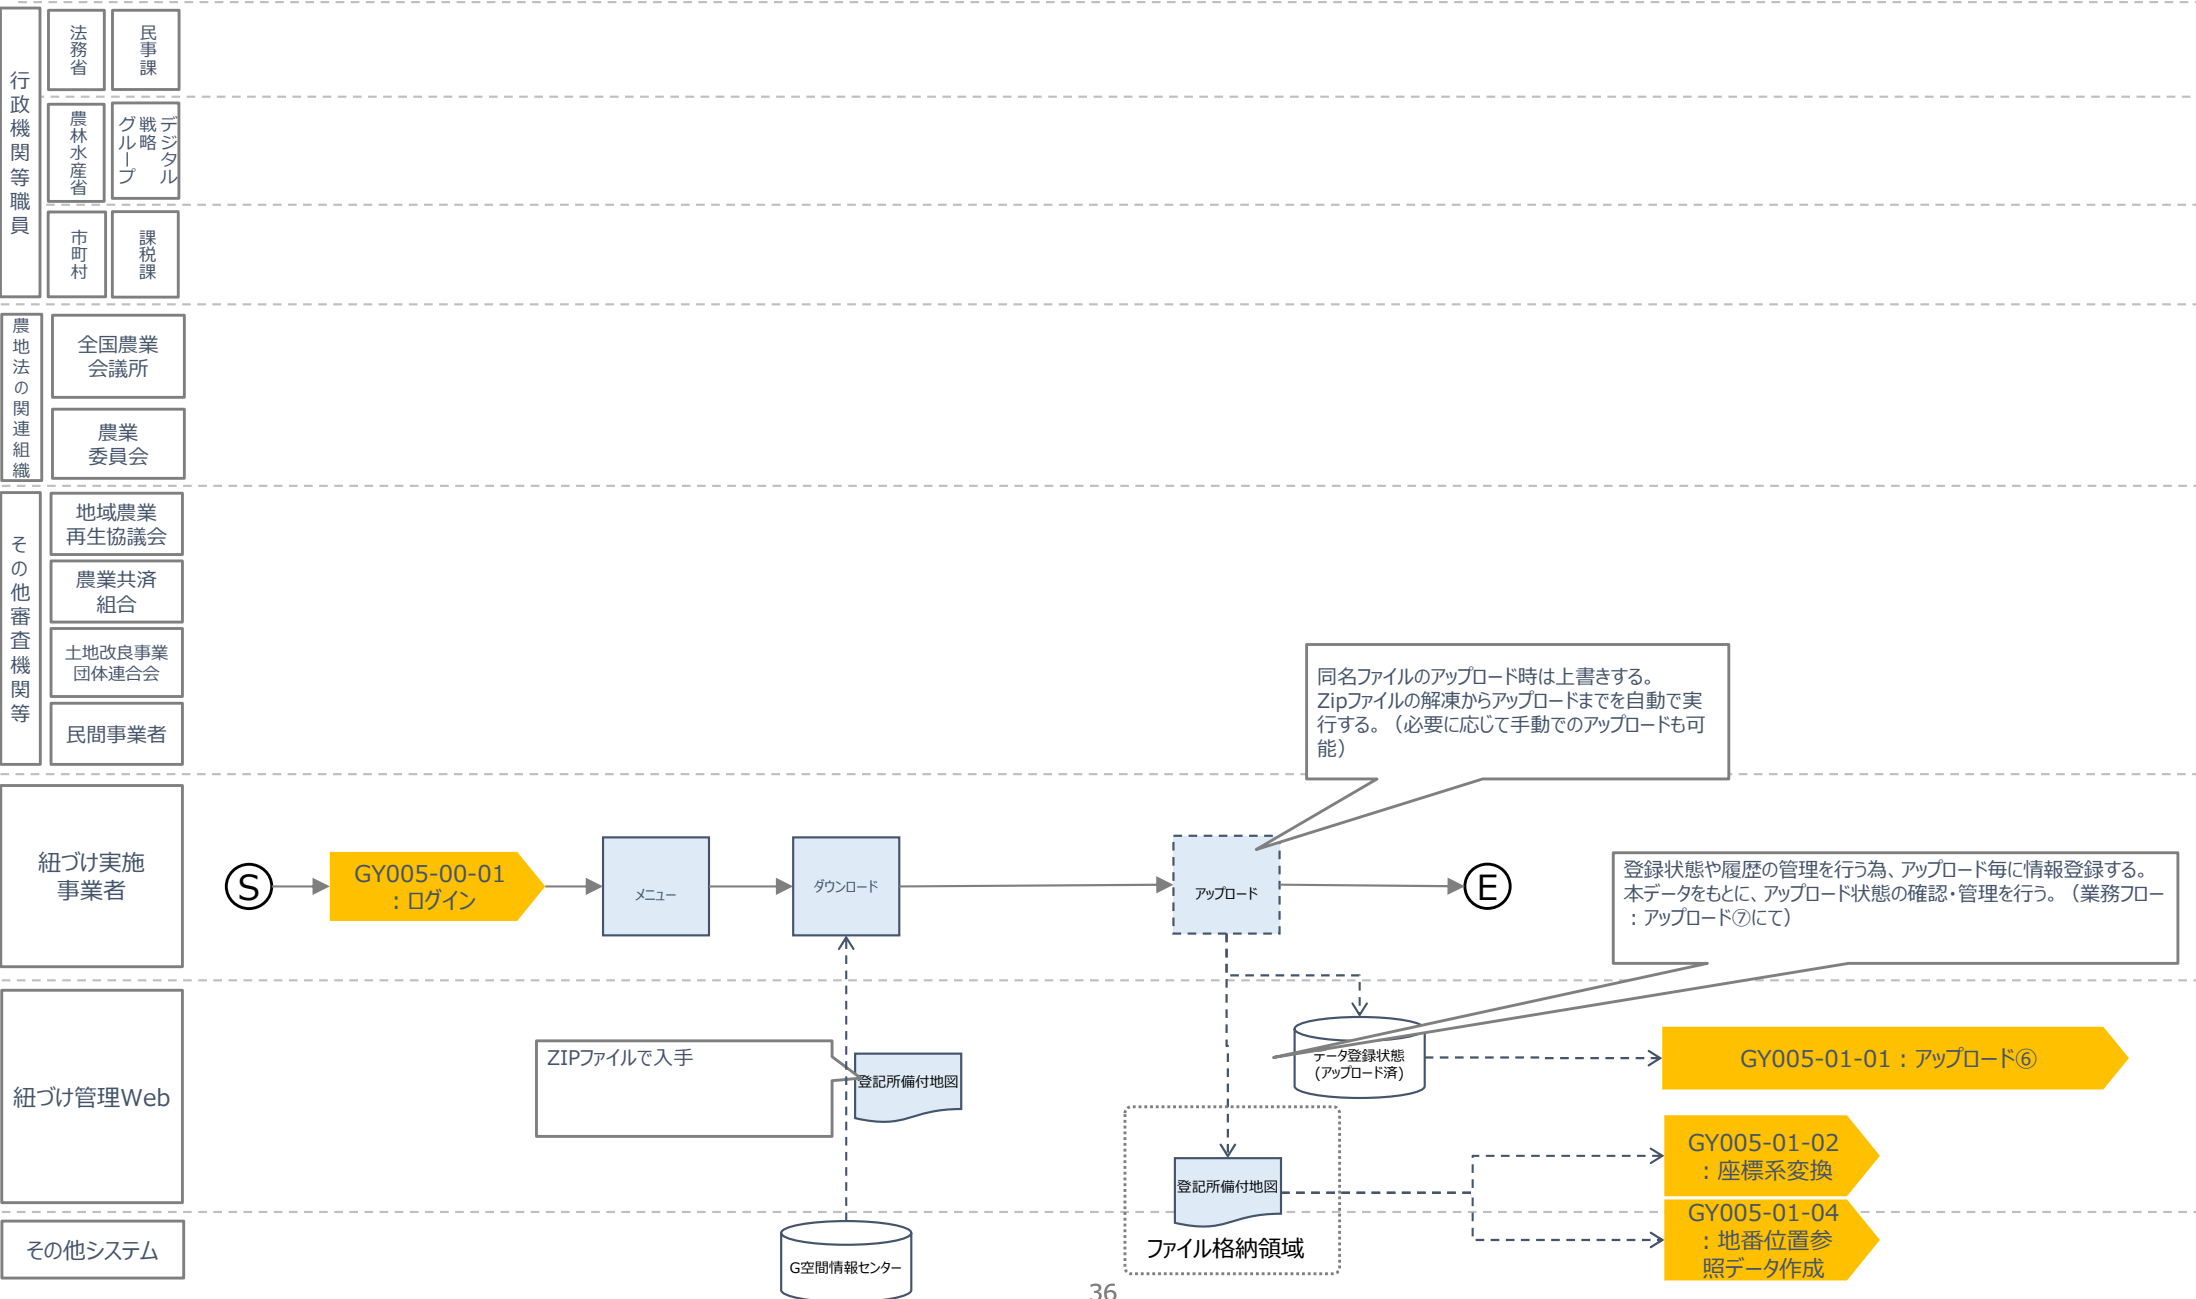 行政機関等職員
法務省
民事課
農林水産省
デジタル
戦略
グループ
市町村
課税課
農地法の関連組織
全国農業
会議所
農業
委員会
その他審査機関等
地域農業
再生協議会
農業共済
組合
土地改良事業
団体連合会
民間事業者
同名ファイルのアップロード時は上書きする。
Zipファイルの解凍からアップロードまでを自動で実
行する。（必要に応じて手動でのアップロードも可
能）
紐づけ実施
事業者
S
GY005-00-01
：ログイン
メニュー
ダウンロード
アップロード
E
登録状態や履歴の管理を行う為、アップロード毎に情報登録する。
本データをもとに、アップロード状態の確認・管理を行う。（業務フロー
：アップロード⑦にて）
紐づけ管理Web
ZIPファイルで入手
登記所備付地図
データ登録状態
(アップロード済)
GY005-01-01：アップロード⑥
GY005-01-02
：座標系変換
登記所備付地図
ファイル格納領域
GY005-01-04
：地番位置参
照データ作成
その他システム
G空間情報センター
36